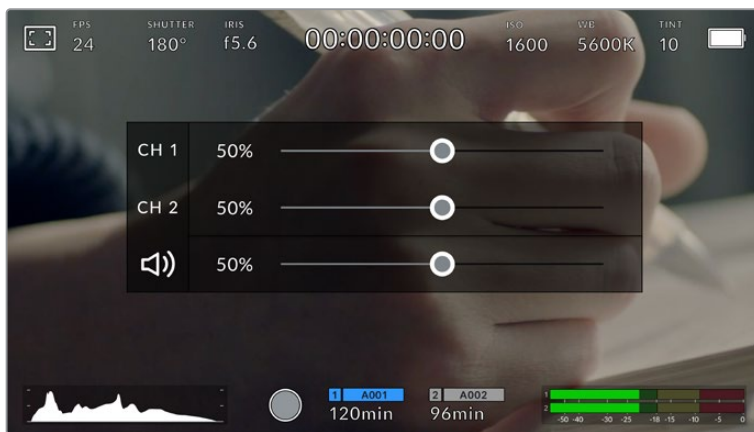 FPS SHUTTER IRIS ISO WB TINT
24 180° f5.6 00:00:00:00 1600 5600K 10
CH 1 50%
CH 2 50%
50%
1 A001 2 A002
120min 96min
1
2
-50 -40 -30 -25 -18 -15 -10 -5 0